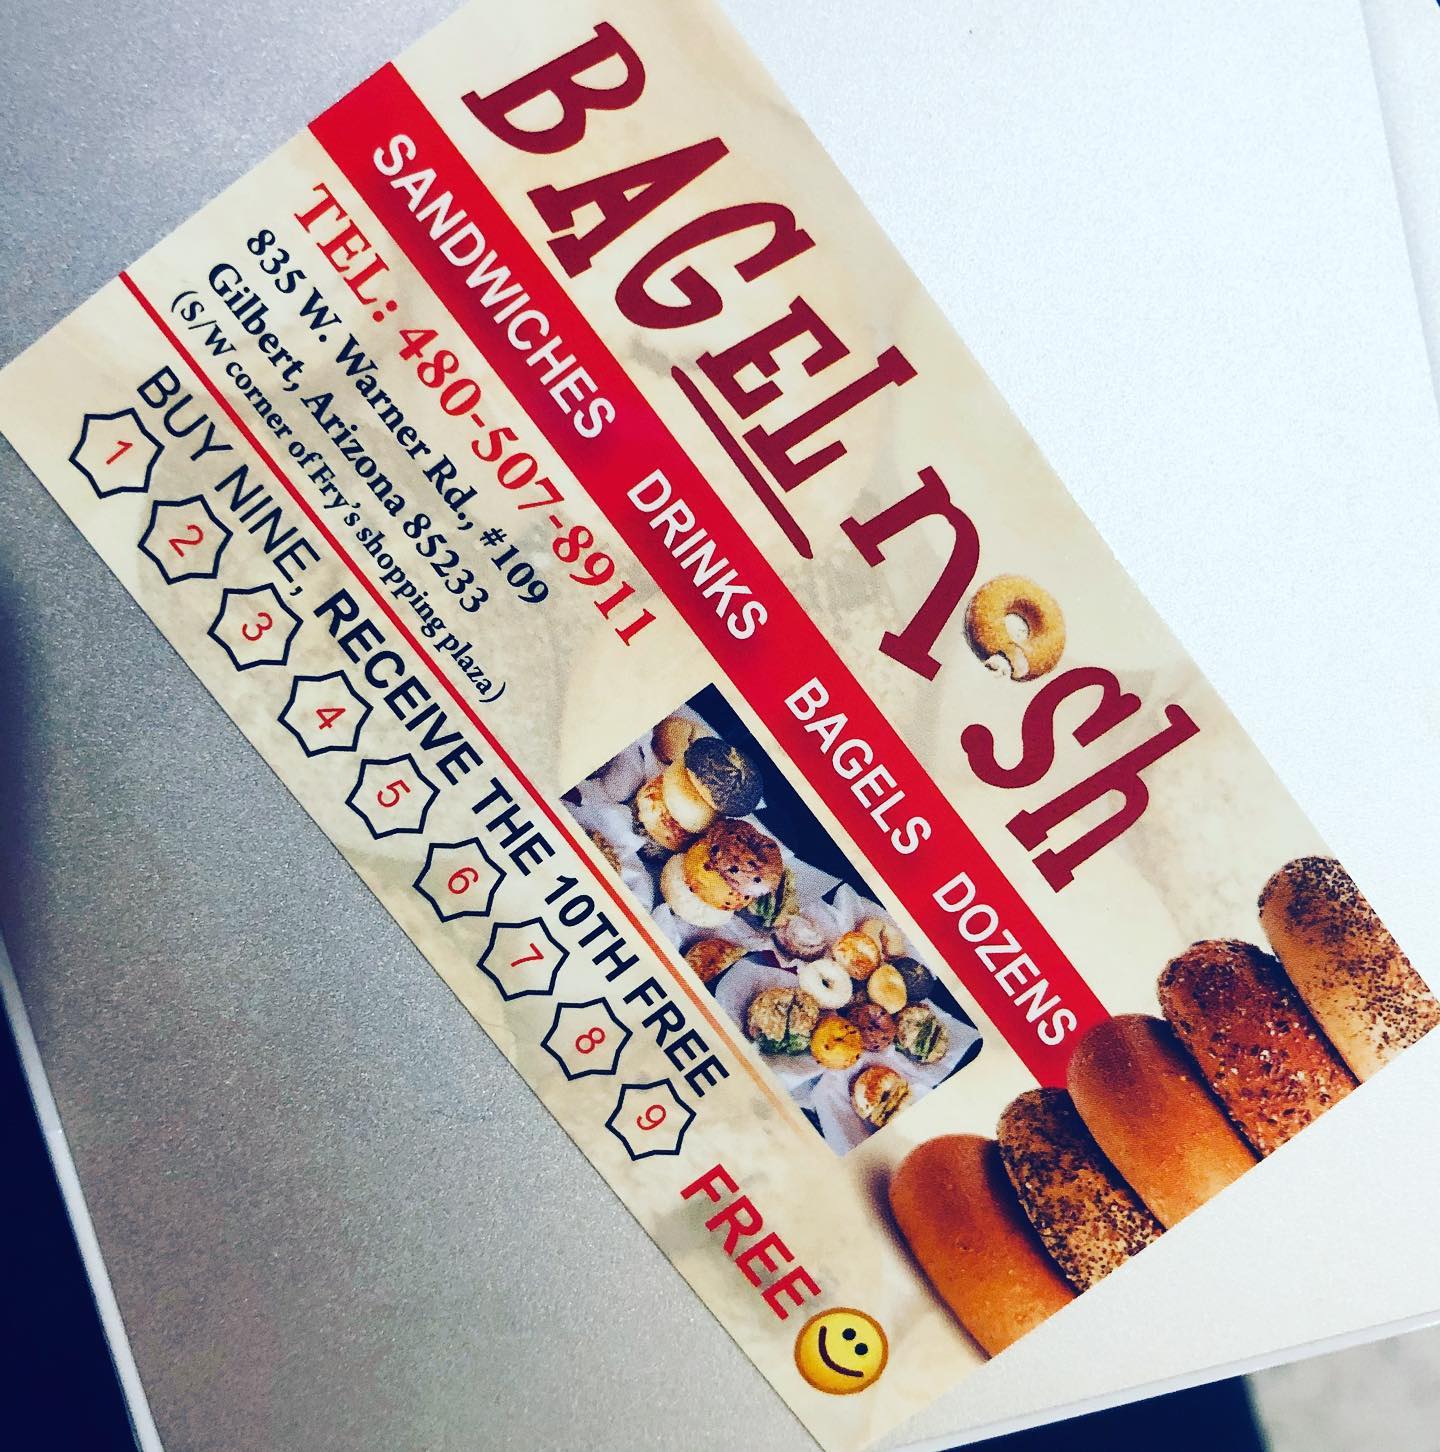 BAGEL nosh
SANDWICHES DRINKS BAGELS DOZENS
TEL: 480-507-8911
835 W. Warner Rd., #109
Gilbert, Arizona 85233
(S/W corner of Fry's shopping plaza)
BUY NINE, RECEIVE THE 10TH FREE
1 2 3 4 5 6 7 8 9 FREE